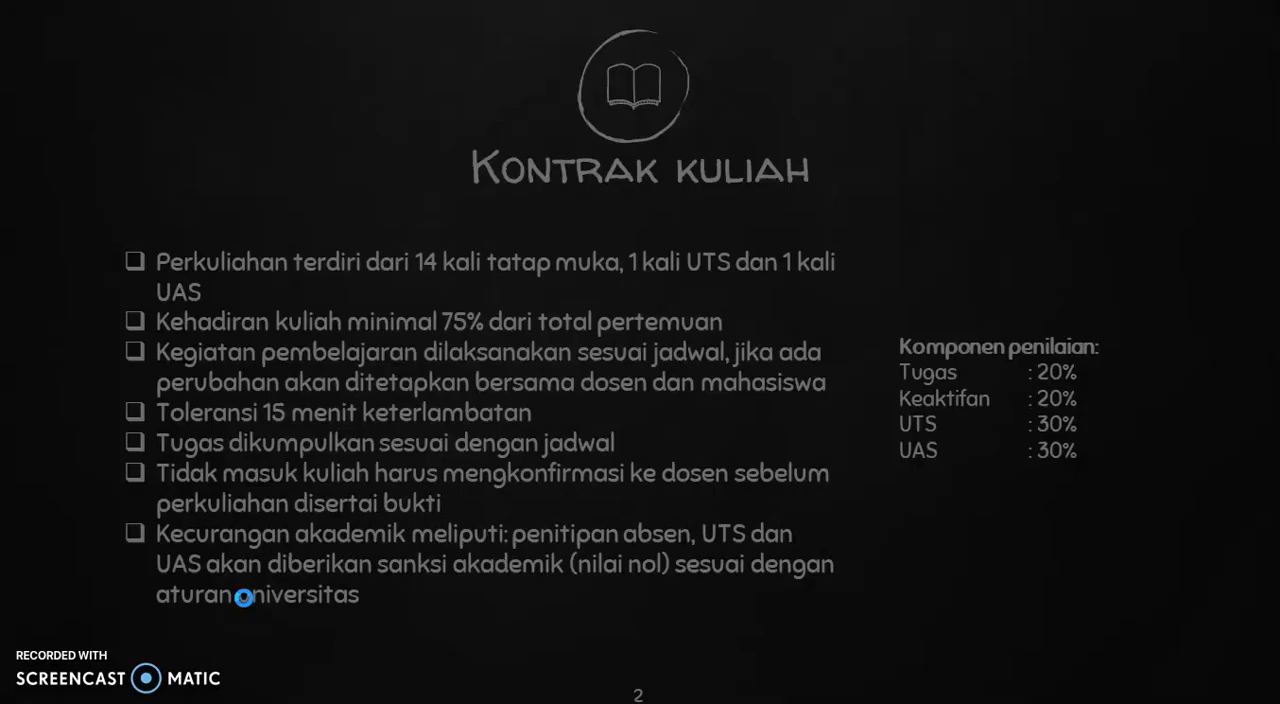 KONTRAK KULIAH
❑ Perkuliahan terdiri dari 14 kali tatap muka, 1 kali UTS dan 1 kali
UAS
❑ Kehadiran kuliah minimal 75% dari total pertemuan
❑ Kegiatan pembelajaran dilaksanakan sesuai jadwal, jika ada
perubahan akan ditetapkan bersama dosen dan mahasiswa
❑ Toleransi 15 menit keterlambatan
❑ Tugas dikumpulkan sesuai dengan jadwal
❑ Tidak masuk kuliah harus mengkonfirmasi ke dosen sebelum
perkuliahan disertai bukti
❑ Kecurangan akademik meliputi: penitipan absen, UTS dan
UAS akan diberikan sanksi akademik (nilai nol) sesuai dengan
aturan universitas
Komponen penilaian:
Tugas : 20%
Keaktifan : 20%
UTS : 30%
UAS : 30%
RECORDED WITH
SCREENCAST MATIC
2